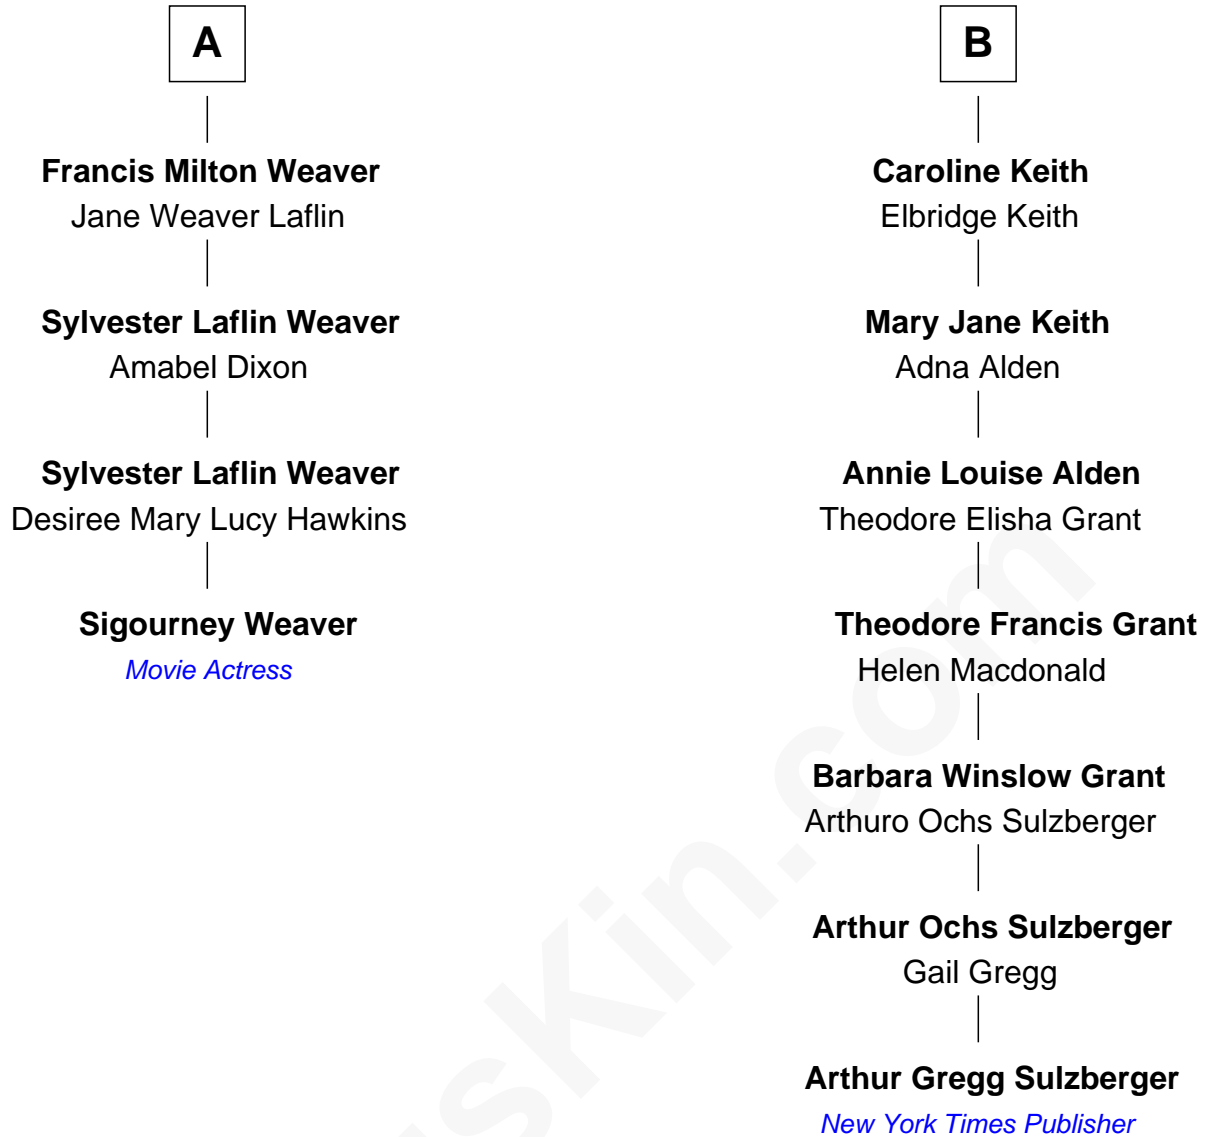 A
Francis Milton Weaver
Jane Weaver Laflin
Sylvester Laflin Weaver
Amabel Dixon
Sylvester Laflin Weaver
Desiree Mary Lucy Hawkins
Sigourney Weaver
Movie Actress
B
Caroline Keith
Elbridge Keith
Mary Jane Keith
Adna Alden
Annie Louise Alden
Theodore Elisha Grant
Theodore Francis Grant
Helen Macdonald
Barbara Winslow Grant
Arthuro Ochs Sulzberger
Arthur Ochs Sulzberger
Gail Gregg
Arthur Gregg Sulzberger
New York Times Publisher